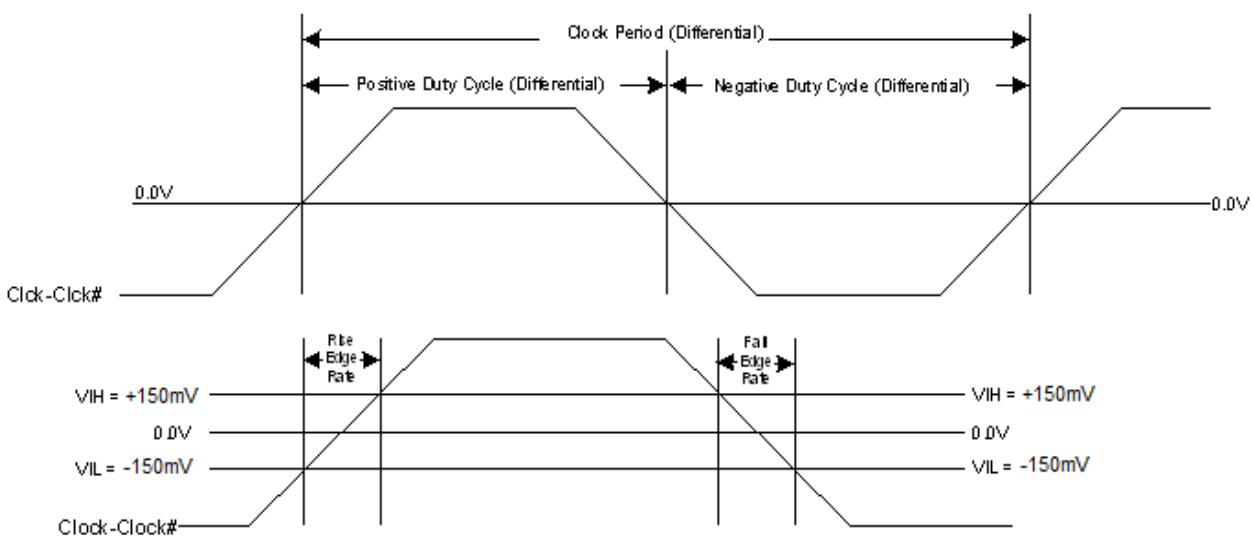 Clock Period (Differential)
Positive Duty Cycle (Differential)
Negative Duty Cycle (Differential)
0.0V
0.0V
Clck-Clck#
Rise
Edge
Rate
Fall
Edge
Rate
VIH = +150mV
VIH = +150mV
0.0V
0.0V
VIL = -150mV
VIL = -150mV
Clock-Clock#